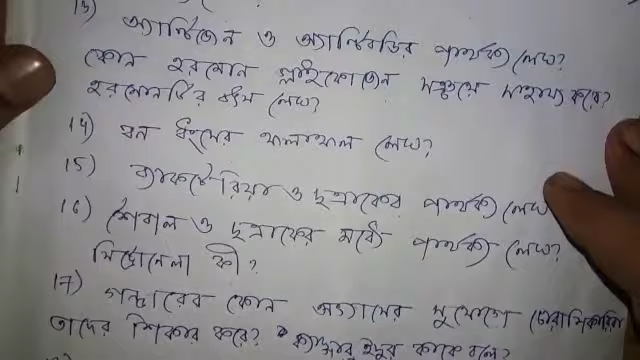 13) অ্যান্টিজেন ও অ্যান্টিবডির পার্থক্য লেখ?
কোন হরমোন গ্লাইকোজেন সঞ্চয়ে সাহায্য করে?
হরমোনটির উৎস লেখ?
14) বন ধ্বংসের ফলাফল লেখ?
15) ব্যাকটেরিয়া ও ছত্রাকের পার্থক্য লেখ
16) শৈবাল ও ছত্রাকের মধ্যে পার্থক্য লেখ?
সিট্রোনেলা কী?
17) গন্ডারের কোন অভ্যাসের সুযোগে চোরাশিকারিরা
তাদের শিকার করে? ক্যাঙ্গারু ইঁদুর কাকে বলে?